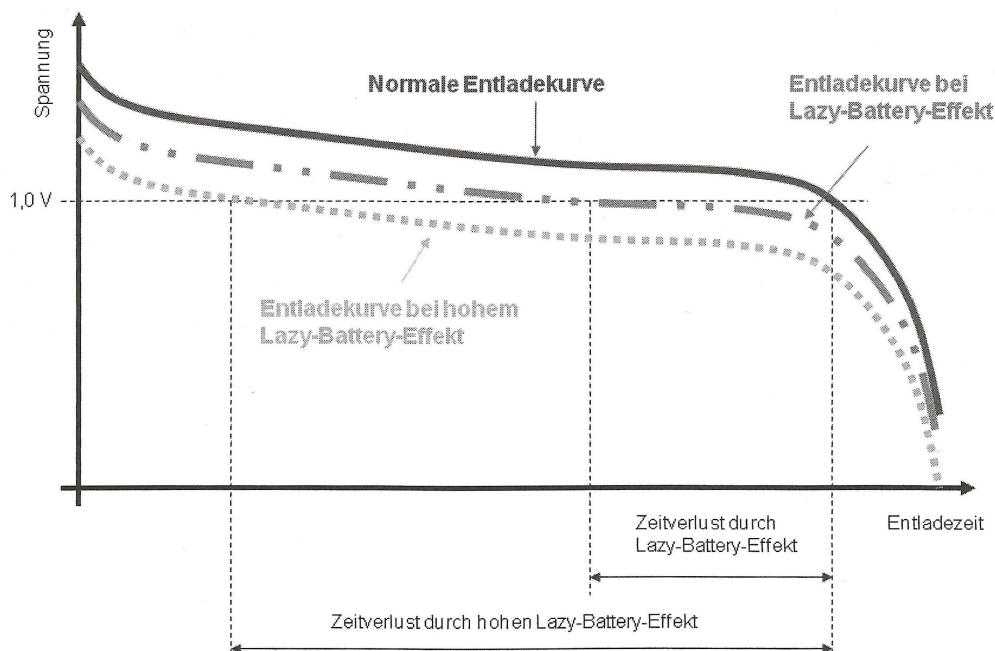 Spannung
Normale Entladekurve
Entladekurve bei
Lazy-Battery-Effekt
1,0 V
Entladekurve bei hohem
Lazy-Battery-Effekt
Zeitverlust durch
Lazy-Battery-Effekt
Entladezeit
Zeitverlust durch hohen Lazy-Battery-Effekt